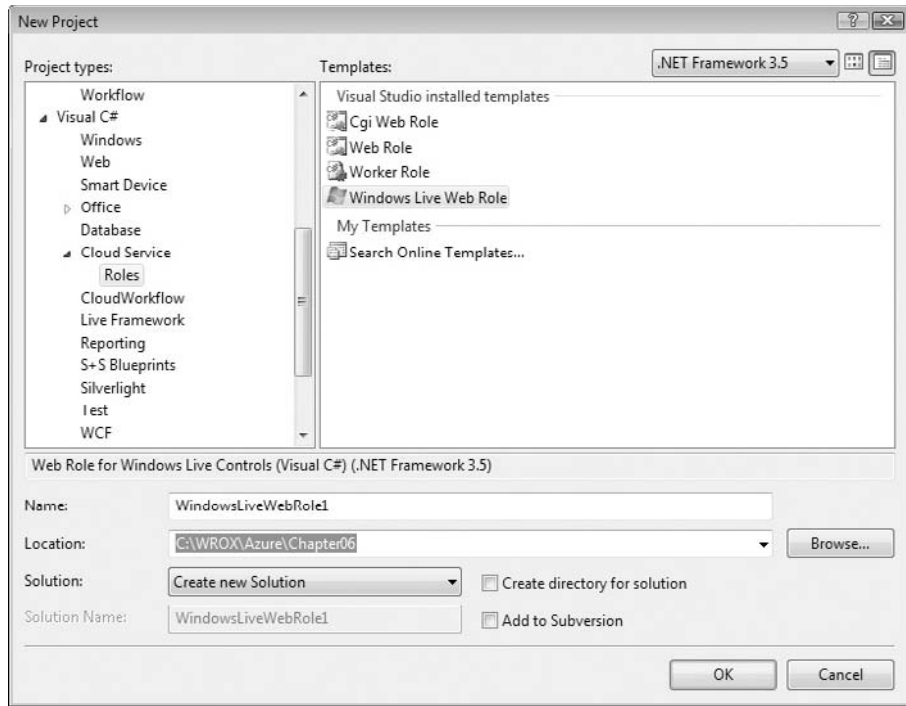 New Project
Project types:
Templates:
.NET Framework 3.5
Workflow
Visual C#
Windows
Web
Smart Device
Office
Database
Cloud Service
Roles
CloudWorkflow
Live Framework
Reporting
S+S Blueprints
Silverlight
Test
WCF
Visual Studio installed templates
Cgi Web Role
Web Role
Worker Role
Windows Live Web Role
My Templates
Search Online Templates...
Web Role for Windows Live Controls (Visual C#) (.NET Framework 3.5)
Name:
WindowsLiveWebRole1
Location:
C:\WROX\Azure\Chapter06
Browse...
Solution:
Create new Solution
Create directory for solution
Solution Name:
WindowsLiveWebRole1
Add to Subversion
OK
Cancel